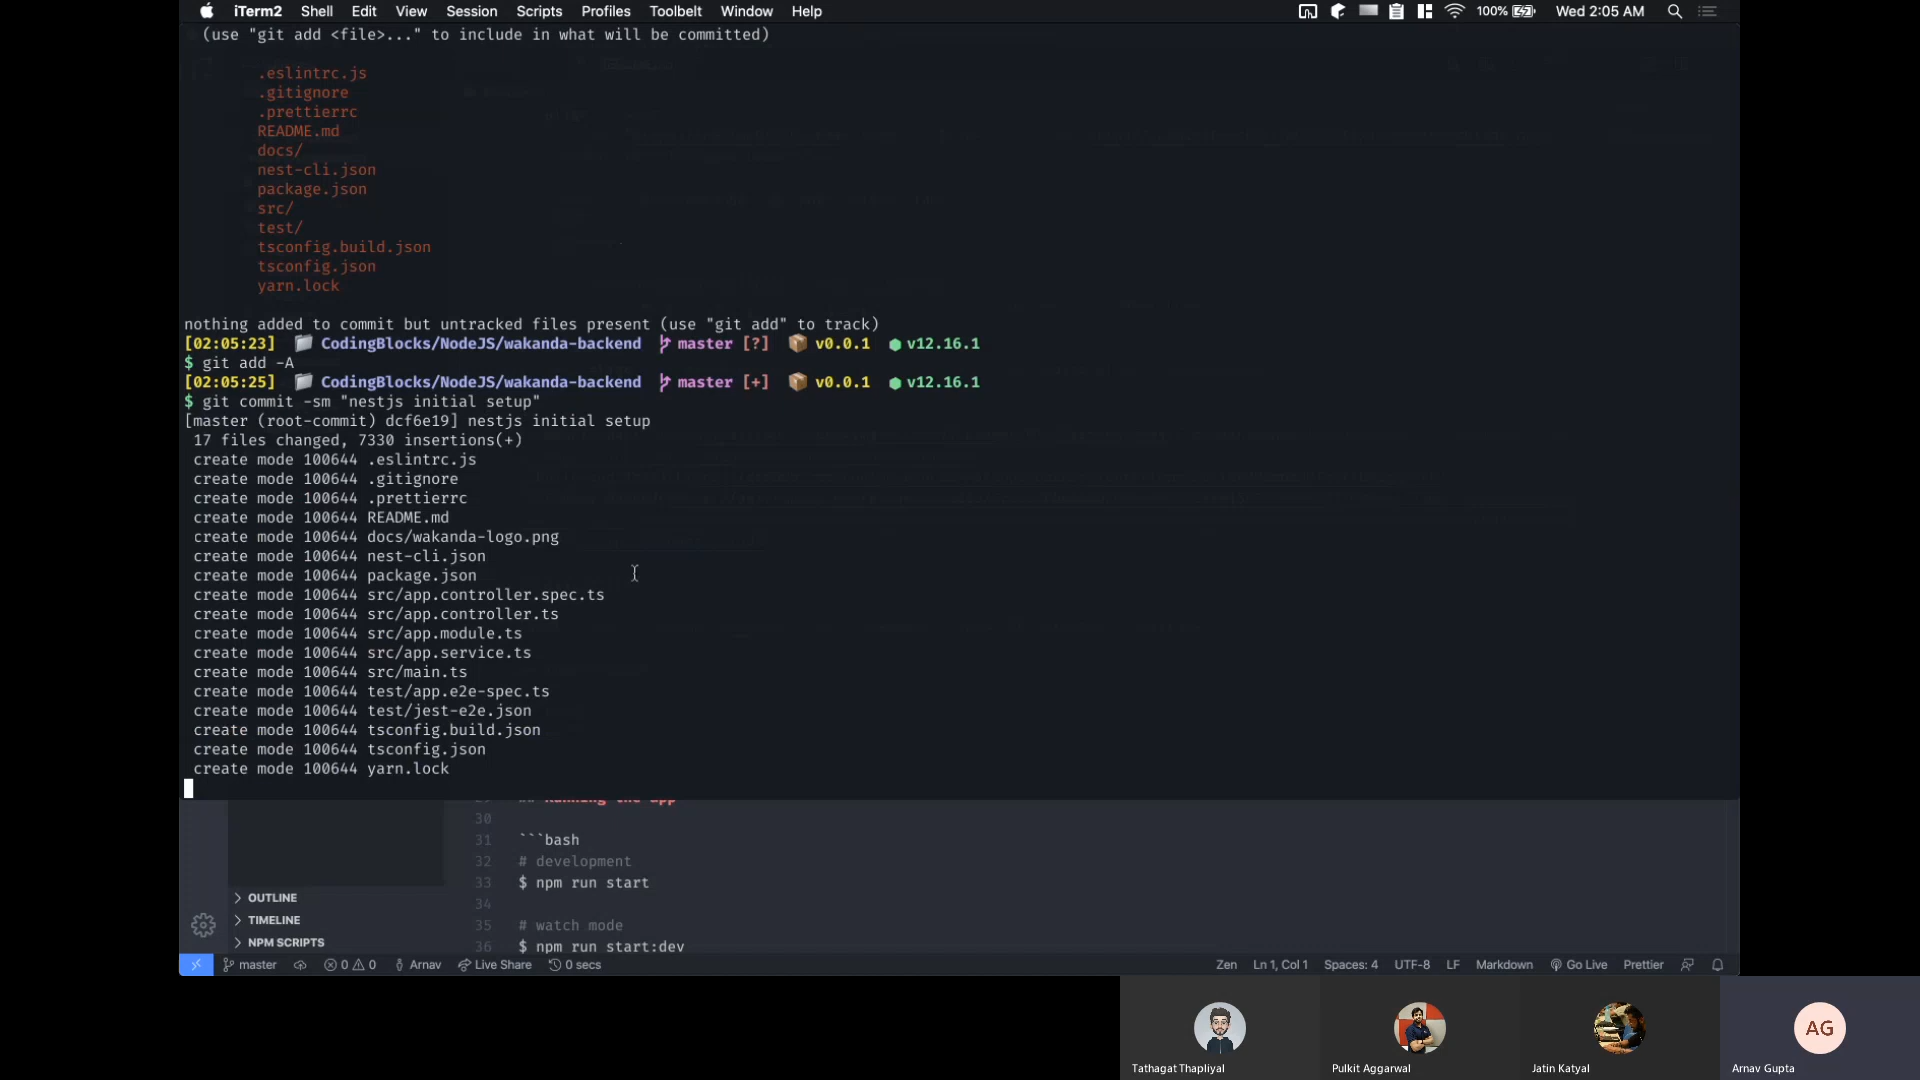 iTerm2 Shell Edit View Session Scripts Profiles Toolbelt Window Help 100% Wed 2:05 AM
(use "git add <file>..." to include in what will be committed)
.eslintrc.js
.gitignore
.prettierrc
README.md
docs/
nest-cli.json
package.json
src/
test/
tsconfig.build.json
tsconfig.json
yarn.lock
nothing added to commit but untracked files present (use "git add" to track)
[02:05:23] CodingBlocks/NodeJS/wakanda-backend master [?] v0.0.1 v12.16.1
$ git add -A
[02:05:25] CodingBlocks/NodeJS/wakanda-backend master [+] v0.0.1 v12.16.1
$ git commit -sm "nestjs initial setup"
[master (root-commit) dcf6e19] nestjs initial setup
17 files changed, 7330 insertions(+)
create mode 100644 .eslintrc.js
create mode 100644 .gitignore
create mode 100644 .prettierrc
create mode 100644 README.md
create mode 100644 docs/wakanda-logo.png
create mode 100644 nest-cli.json
create mode 100644 package.json
create mode 100644 src/app.controller.spec.ts
create mode 100644 src/app.controller.ts
create mode 100644 src/app.module.ts
create mode 100644 src/app.service.ts
create mode 100644 src/main.ts
create mode 100644 test/app.e2e-spec.ts
create mode 100644 test/jest-e2e.json
create mode 100644 tsconfig.build.json
create mode 100644 tsconfig.json
create mode 100644 yarn.lock
30
31 ```bash
32 # development
33 $ npm run start
34
35 # watch mode
36 $ npm run start:dev
OUTLINE
TIMELINE
NPM SCRIPTS
master 0 0 Arnav Live Share 0 secs Zen Ln 1, Col 1 Spaces: 4 UTF-8 LF Markdown Go Live Prettier
AG
Tathagat Thapliyal Pulkit Aggarwal Jatin Katyal Arnav Gupta